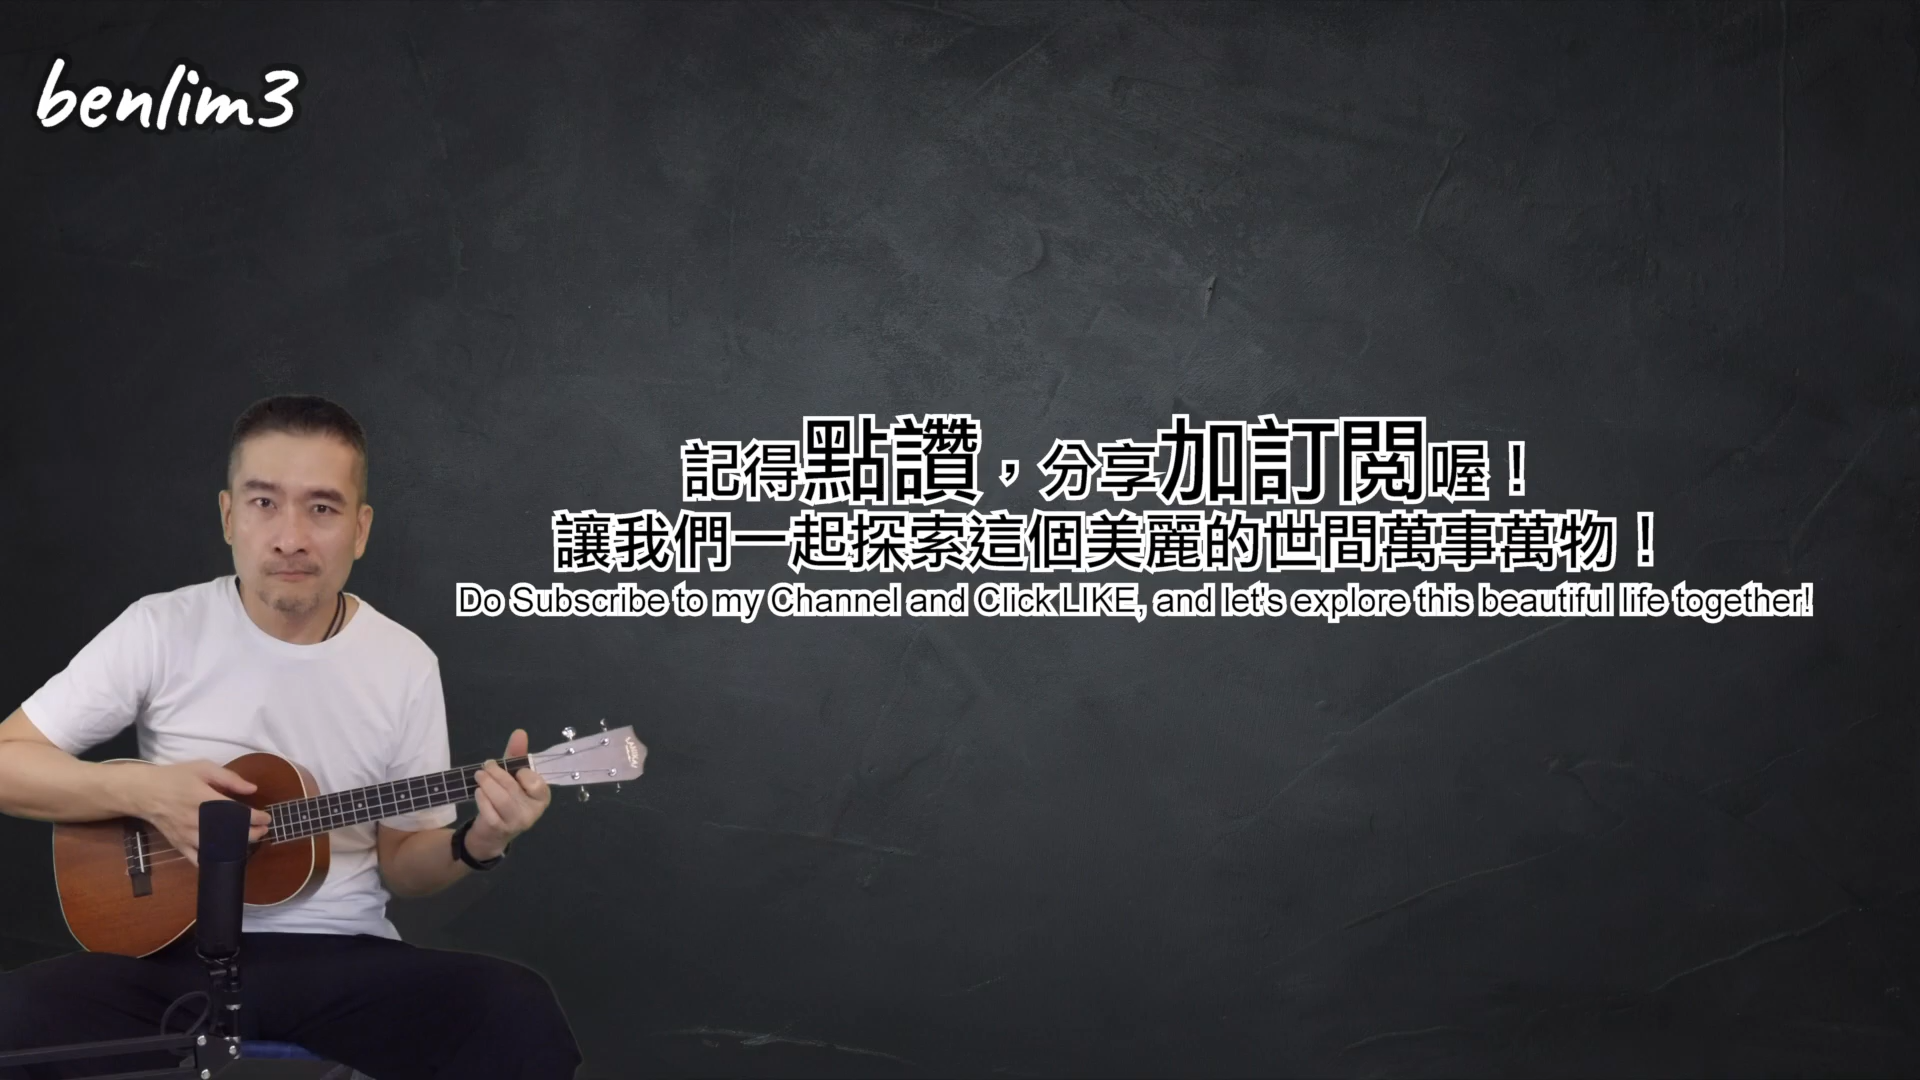 benlim3
記得點讚，分享加訂閱喔！
讓我們一起探索這個美麗的世間萬事萬物！
Do Subscribe to my Channel and Click LIKE, and let's explore this beautiful life together!
LANIKAI